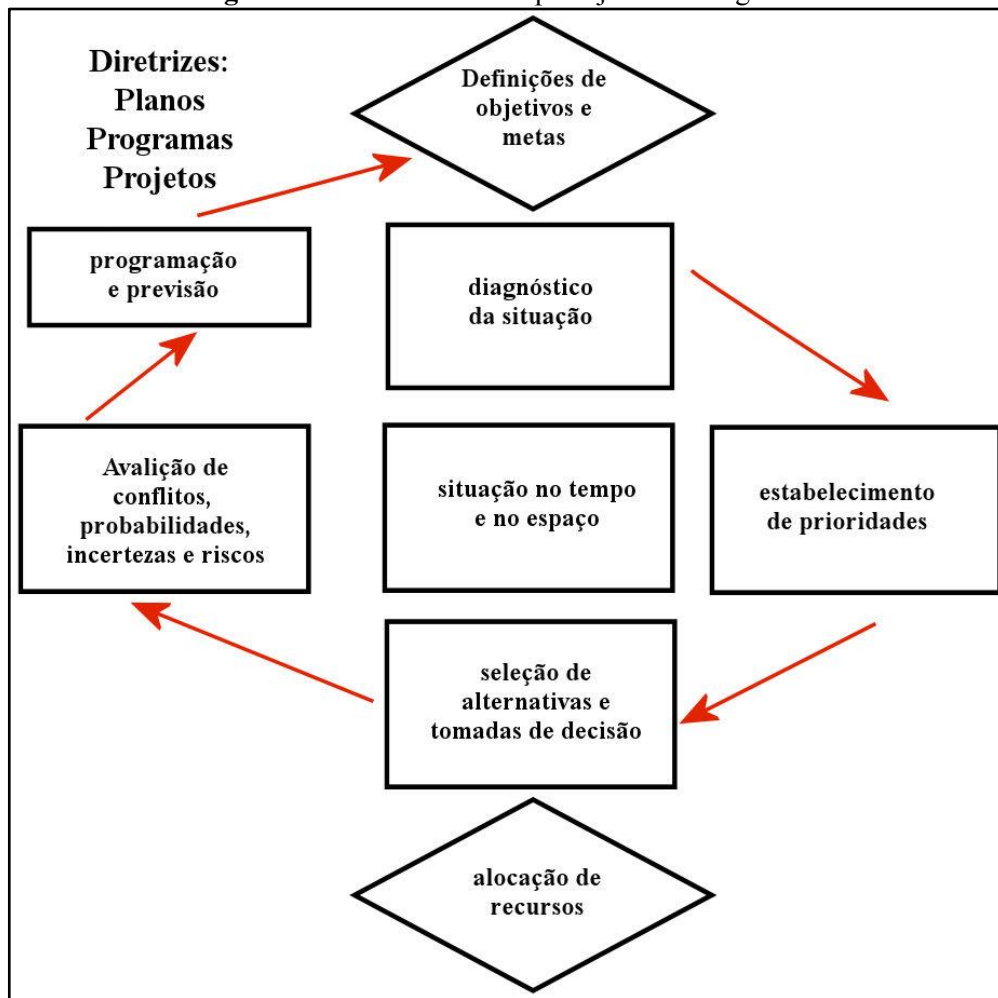 Diretrizes:
Planos
Programas
Projetos
Definições de
objetivos e
metas
programação
e previsão
diagnóstico
da situação
Avalição de
conflitos,
probabilidades,
incertezas e riscos
situação no tempo
e no espaço
estabelecimento
de prioridades
seleção de
alternativas e
tomadas de decisão
alocação de
recursos